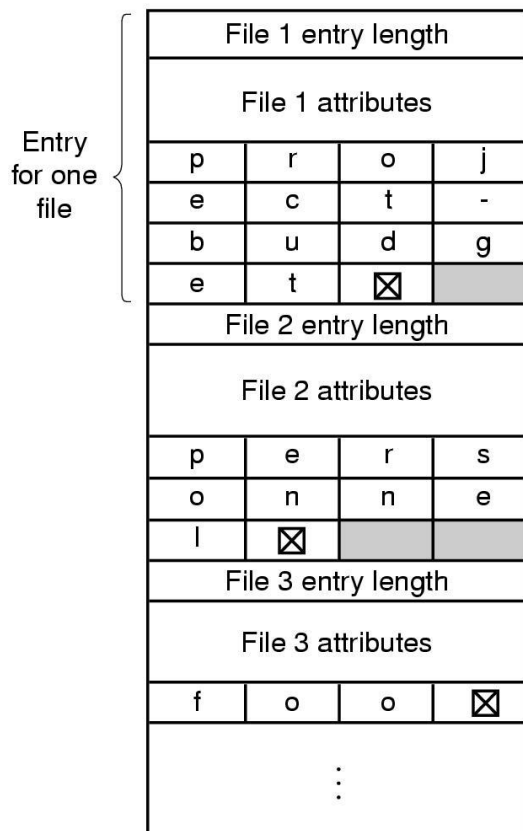 Entry
for one
file
File 1 entry length
File 1 attributes
p r o j
e c t -
b u d g
e t ☒
File 2 entry length
File 2 attributes
p e r s
o n n e
l ☒
File 3 entry length
File 3 attributes
f o o ☒
⋮